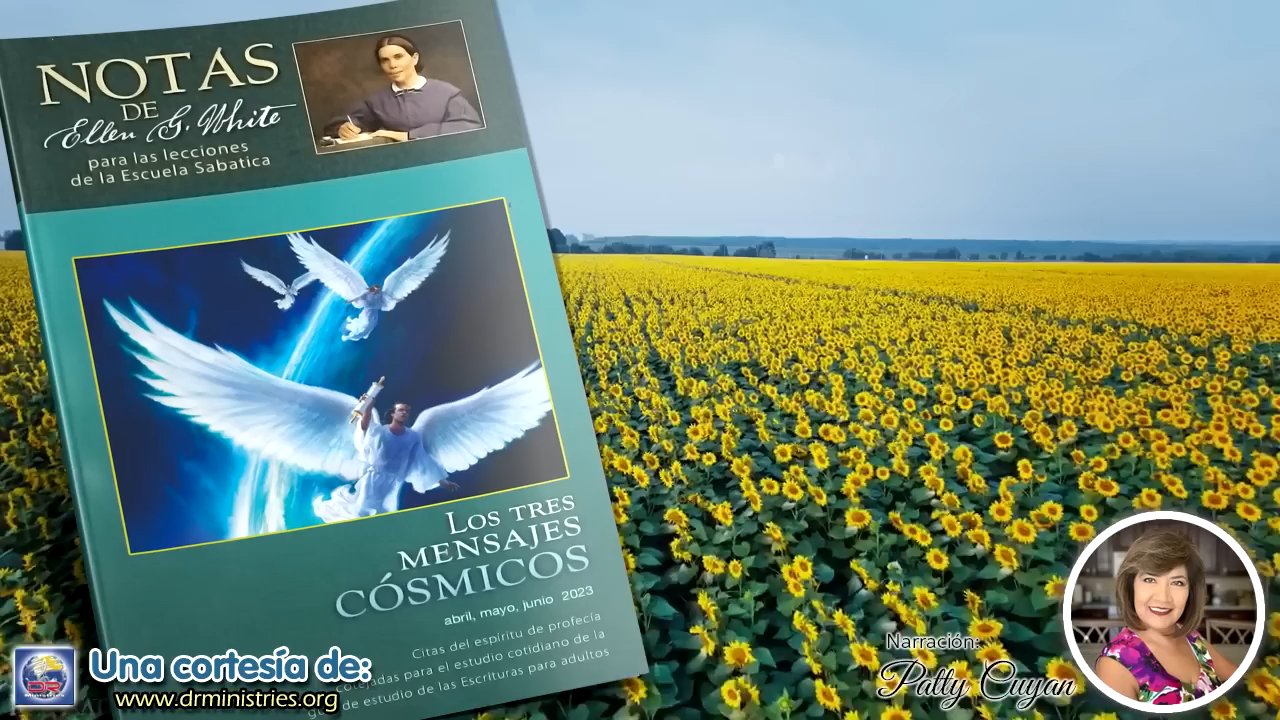 NOTAS
DE
Ellen G. White
para las lecciones
de la Escuela Sabatica
LOS TRES
MENSAJES
CÓSMICOS
abril, mayo, junio 2023
Citas del espíritu de profecía
cotejadas para el estudio cotidiano de la
de estudio de las Escrituras para adultos
Una cortesía de:
www.drministries.org
DR
Ministries
Narración:
Patty Cuyan